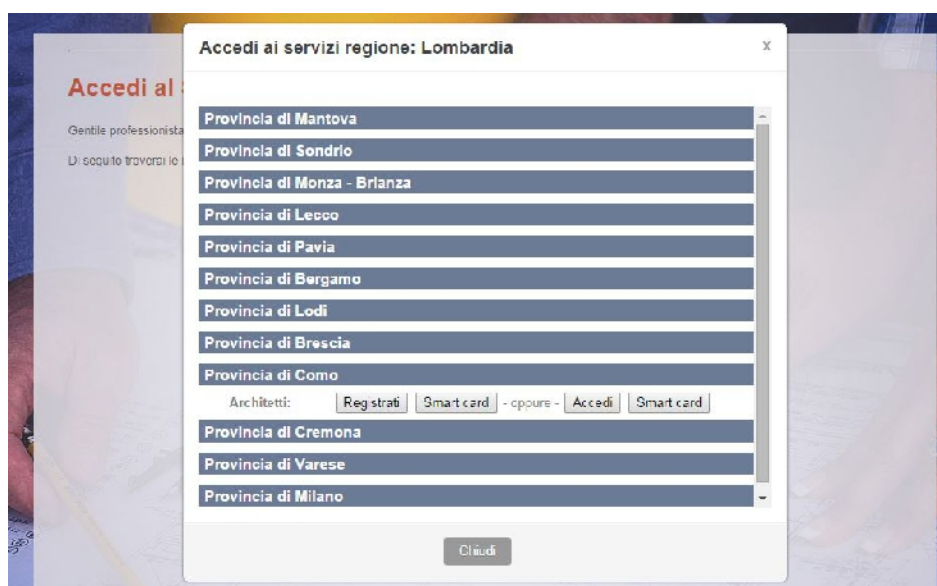 Accedi ai servizi regione: Lombardia
x
Accedi al
Gentile professionista
Di seguito troverai le
Provincia di Mantova
Provincia di Sondrio
Provincia di Monza - Brianza
Provincia di Lecco
Provincia di Pavia
Provincia di Bergamo
Provincia di Lodi
Provincia di Brescia
Provincia di Como
Architetti: Registrati Smart card - oppure - Accedi Smart card
Provincia di Cremona
Provincia di Varese
Provincia di Milano
Chiudi